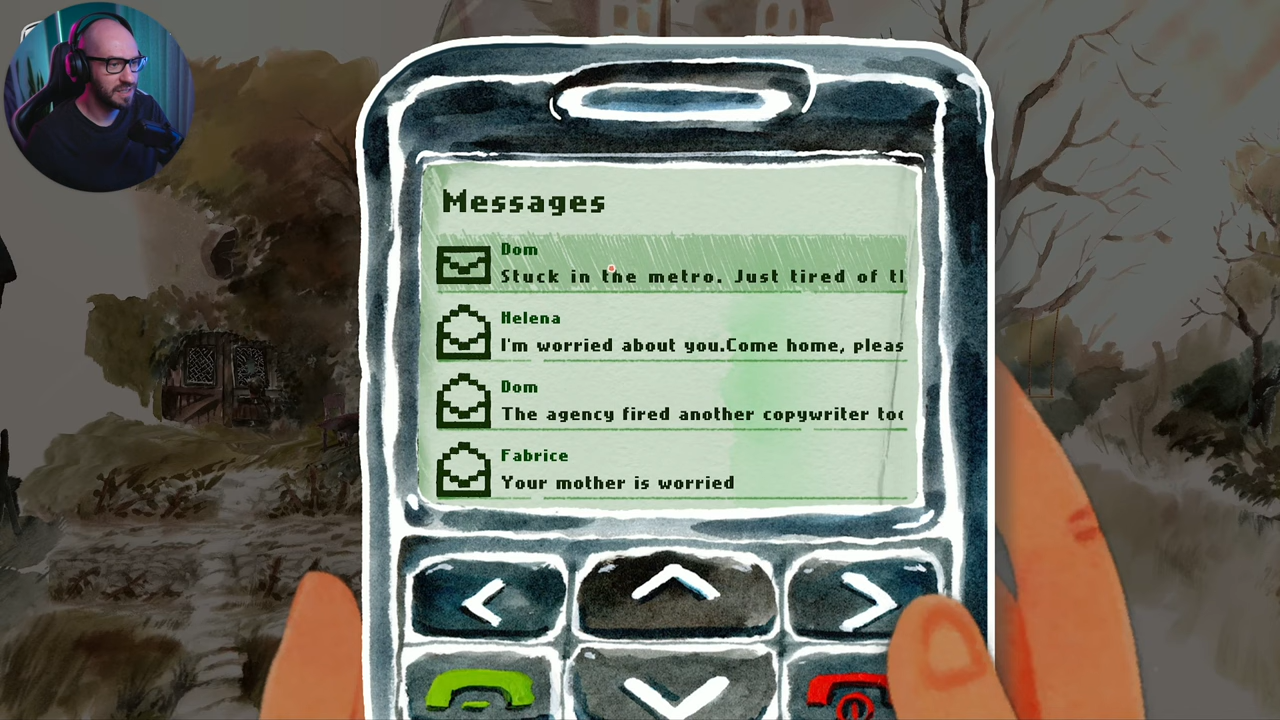 Messages
Dom
Stuck in the metro. Just tired of
Helena
I'm worried about you.Come home, pleas
Dom
The agency fired another copywriter
Fabrice
Your mother is worried